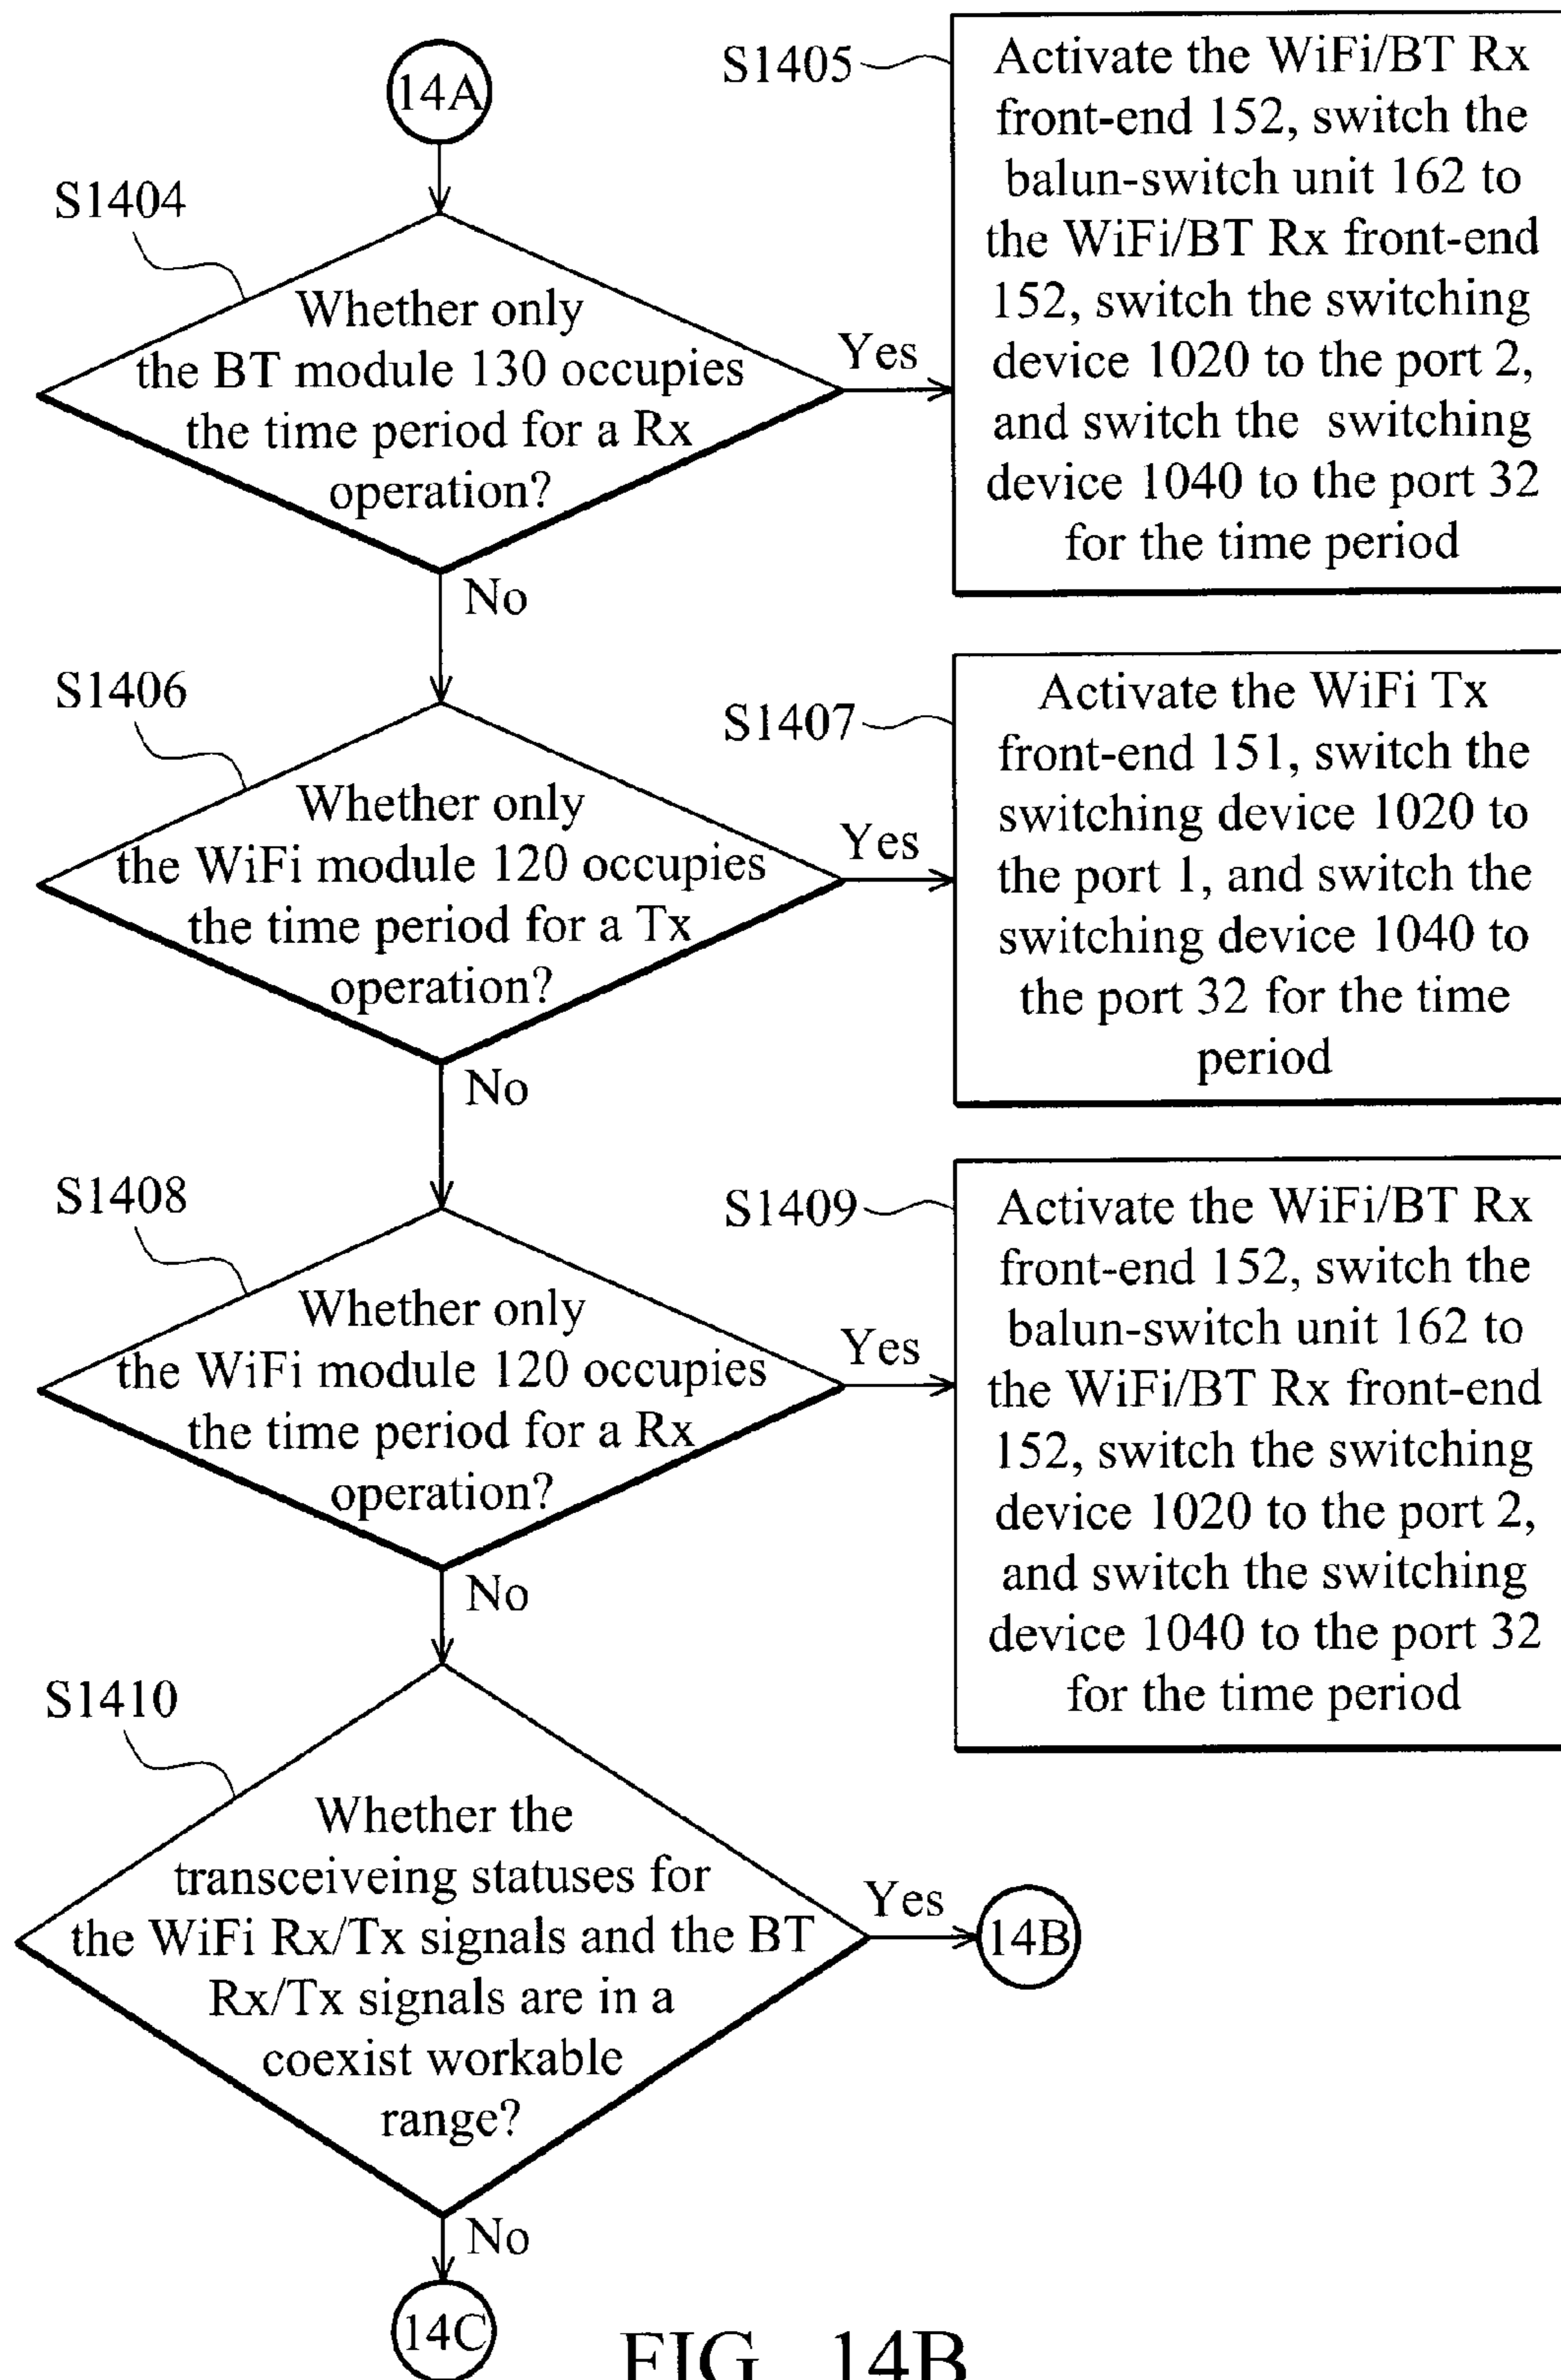 14A
S1404
Whether only
the BT module 130 occupies
the time period for a Rx
operation?
Yes
No
S1405
Activate the WiFi/BT Rx
front-end 152, switch the
balun-switch unit 162 to
the WiFi/BT Rx front-end
152, switch the switching
device 1020 to the port 2,
and switch the switching
device 1040 to the port 32
for the time period
S1406
Whether only
the WiFi module 120 occupies
the time period for a Tx
operation?
Yes
No
S1407
Activate the WiFi Tx
front-end 151, switch the
switching device 1020 to
the port 1, and switch the
switching device 1040 to
the port 32 for the time
period
S1408
Whether only
the WiFi module 120 occupies
the time period for a Rx
operation?
Yes
No
S1409
Activate the WiFi/BT Rx
front-end 152, switch the
balun-switch unit 162 to
the WiFi/BT Rx front-end
152, switch the switching
device 1020 to the port 2,
and switch the switching
device 1040 to the port 32
for the time period
S1410
Whether the
transceiveing statuses for
the WiFi Rx/Tx signals and the BT
Rx/Tx signals are in a
coexist workable
range?
Yes
14B
No
14C
FIG. 14B